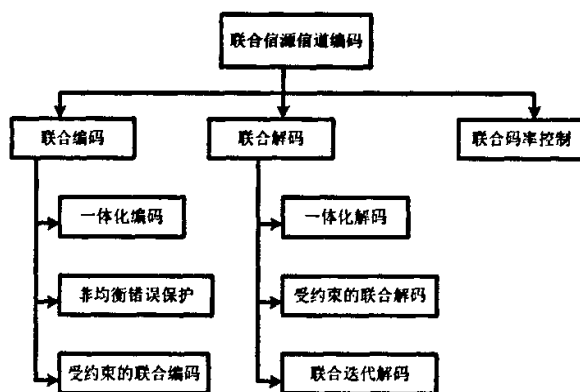 联合信源信道编码
联合编码
联合解码
联合码率控制
一体化编码
非均衡错误保护
受约束的联合编码
一体化解码
受约束的联合解码
联合迭代解码